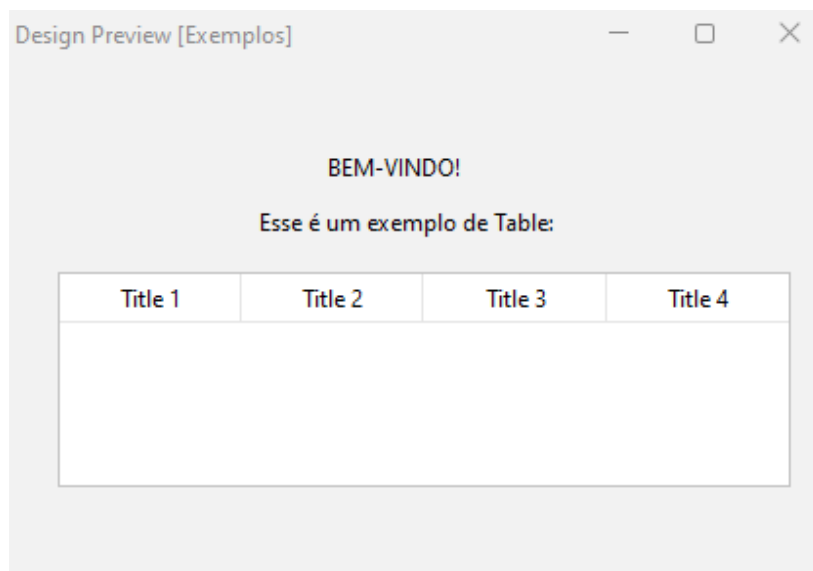 Design Preview [Exemplos]
BEM-VINDO!
Esse é um exemplo de Table:
Title 1 Title 2 Title 3 Title 4